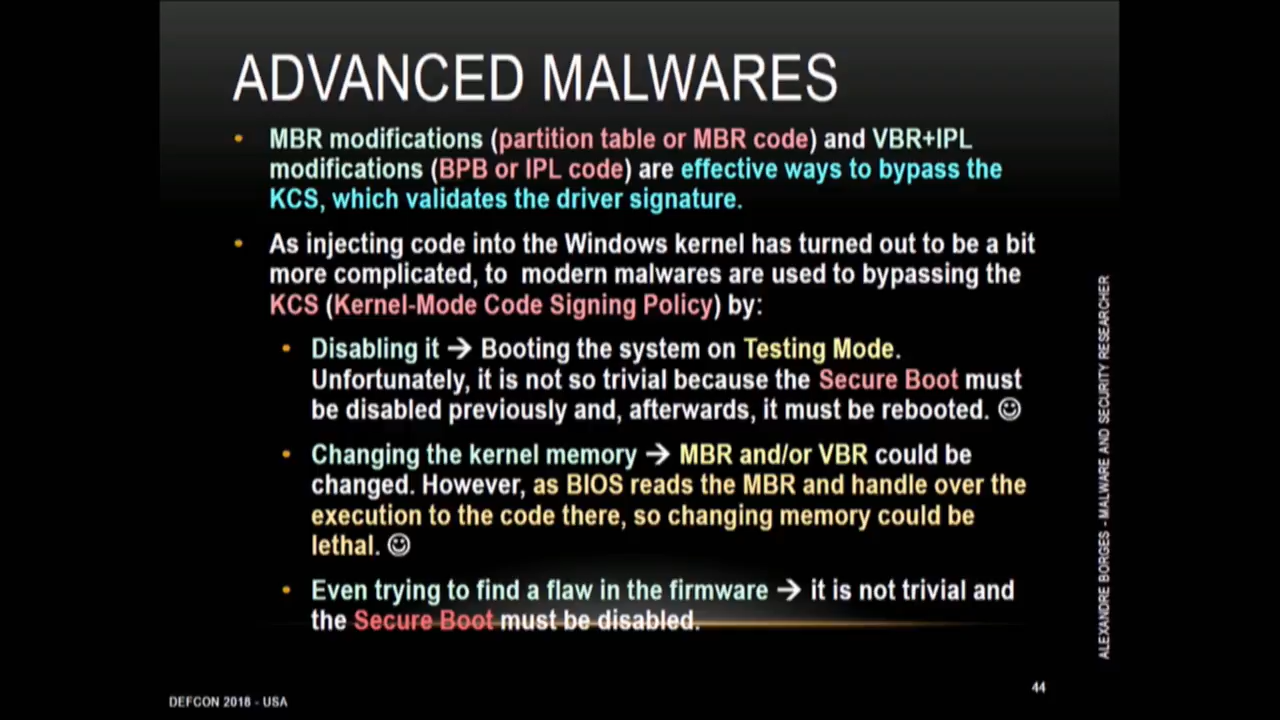 ADVANCED MALWARES
• MBR modifications (partition table or MBR code) and VBR+IPL
modifications (BPB or IPL code) are effective ways to bypass the
KCS, which validates the driver signature.
• As injecting code into the Windows kernel has turned out to be a bit
more complicated, to modern malwares are used to bypassing the
KCS (Kernel-Mode Code Signing Policy) by:
• Disabling it → Booting the system on Testing Mode.
Unfortunately, it is not so trivial because the Secure Boot must
be disabled previously and, afterwards, it must be rebooted. ☺
• Changing the kernel memory → MBR and/or VBR could be
changed. However, as BIOS reads the MBR and handle over the
execution to the code there, so changing memory could be
lethal. ☺
• Even trying to find a flaw in the firmware → it is not trivial and
the Secure Boot must be disabled.
ALEXANDRE BORGES - MALWARE AND SECURITY RESEARCHER
44
DEFCON 2018 - USA